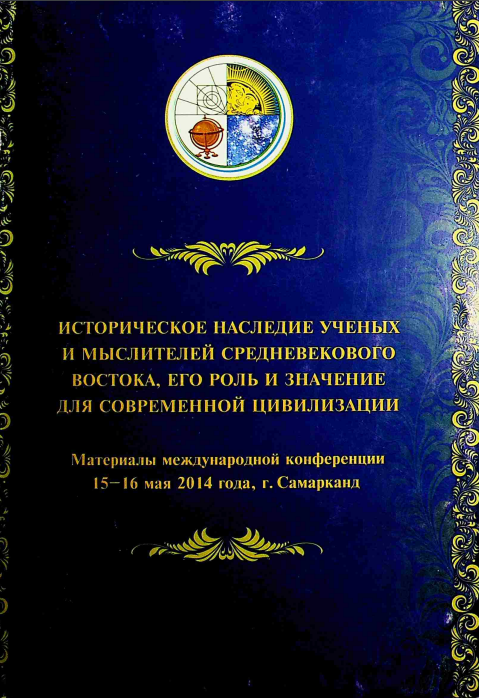 ИСТОРИЧЕСКОЕ НАСЛЕДИЕ УЧЕНЫХ
И МЫСЛИТЕЛЕЙ СРЕДНЕВЕКОВОГО
ВОСТОКА, ЕГО РОЛЬ И ЗНАЧЕНИЕ
ДЛЯ СОВРЕМЕННОЙ ЦИВИЛИЗАЦИИ
Материалы международной конференции
15–16 мая 2014 года, г. Самарканд